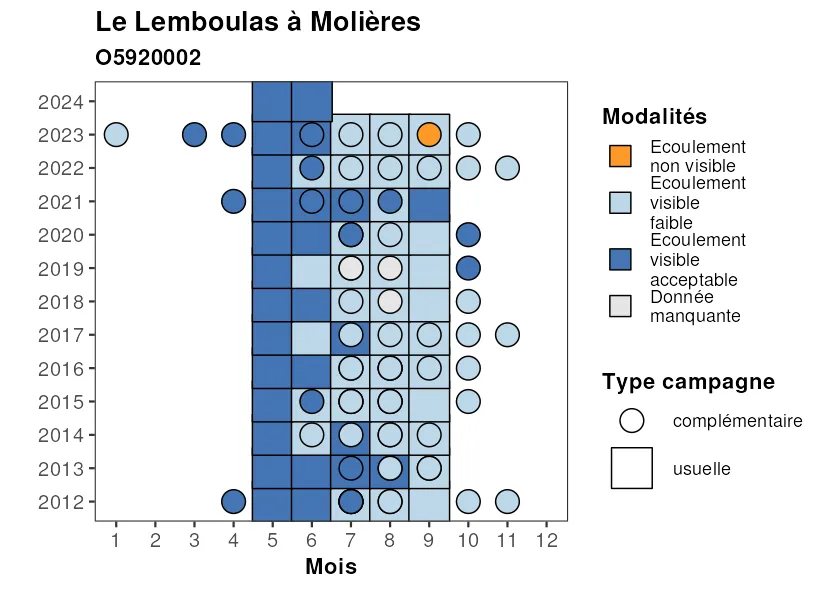 Le Lemboulas à Molières
O5920002
2024
2023
2022
2021
2020
2019
2018
2017
2016
2015
2014
2013
2012
1 2 3 4 5 6 7 8 9 10 11 12
Mois
Modalités
Ecoulement
non visible
Ecoulement
visible
faible
Ecoulement
visible
acceptable
Donnée
manquante
Type campagne
complémentaire
usuelle